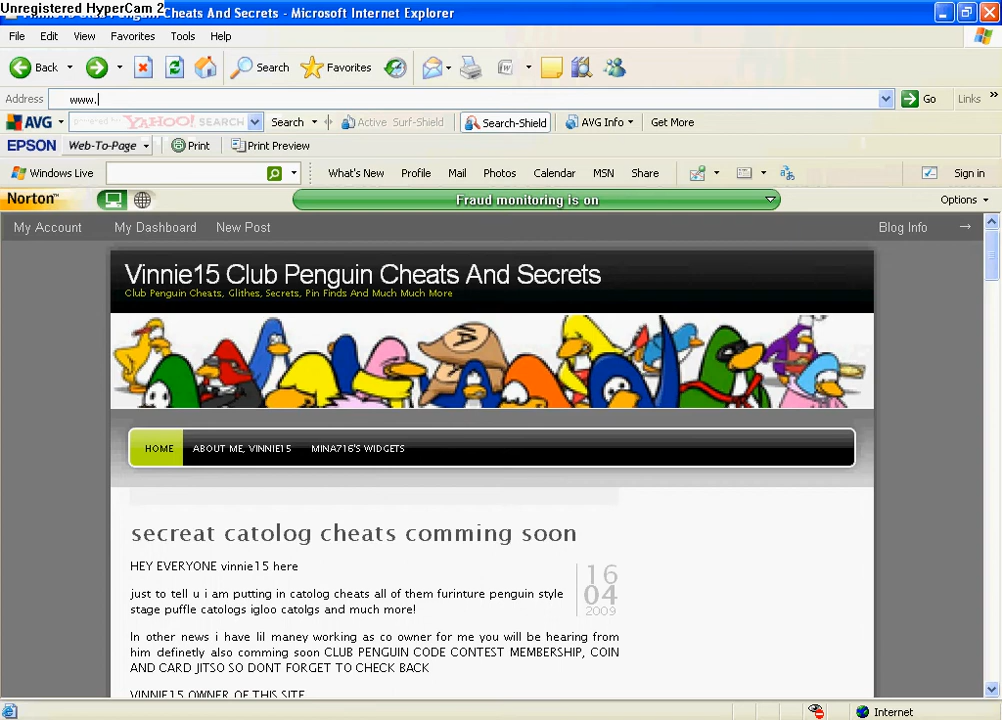 Unregistered HyperCam 2
Cheats And Secrets - Microsoft Internet Explorer
File Edit View Favorites Tools Help
Back Search Favorites
Address www. Go Links »
AVG powered by YAHOO! SEARCH Search Active Surf-Shield Search-Shield AVG Info Get More
EPSON Web-To-Page Print Print Preview
Windows Live What's New Profile Mail Photos Calendar MSN Share Sign in
Norton™ Fraud monitoring is on Options
My Account My Dashboard New Post Blog Info →
Vinnie15 Club Penguin Cheats And Secrets
Club Penguin Cheats, Glithes, Secrets, Pin Finds And Much Much More
HOME ABOUT ME, VINNIE15 MINA716'S WIDGETS
secreat catolog cheats comming soon
HEY EVERYONE vinnie15 here
16
04
2009
just to tell u i am putting in catolog cheats all of them furinture penguin style
stage puffle catologs igloo catolgs and much more!
In other news i have lil maney working as co owner for me you will be hearing from
him definetly also comming soon CLUB PENGUIN CODE CONTEST MEMBERSHIP, COIN
AND CARD JITSO SO DONT FORGET TO CHECK BACK
VINNIE15 OWNER OF THIS SITE
Internet